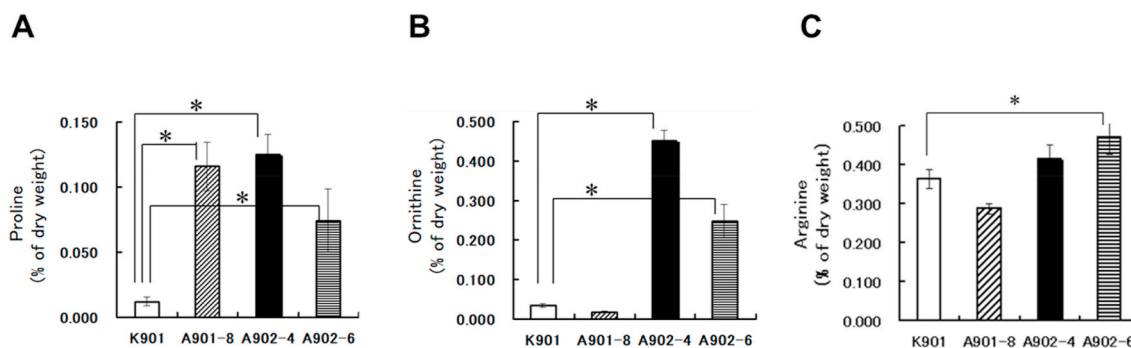 A
Proline
(% of dry weight)
0.150
0.100
0.050
0.000
*
*
*
K901 A901-8 A902-4 A902-6
B
Ornithine
(% of dry weight)
0.500
0.400
0.300
0.200
0.100
0.000
*
*
K901 A901-8 A902-4 A902-6
C
Arginine
(% of dry weight)
0.500
0.400
0.300
0.200
0.100
0.000
*
K901 A901-8 A902-4 A902-6